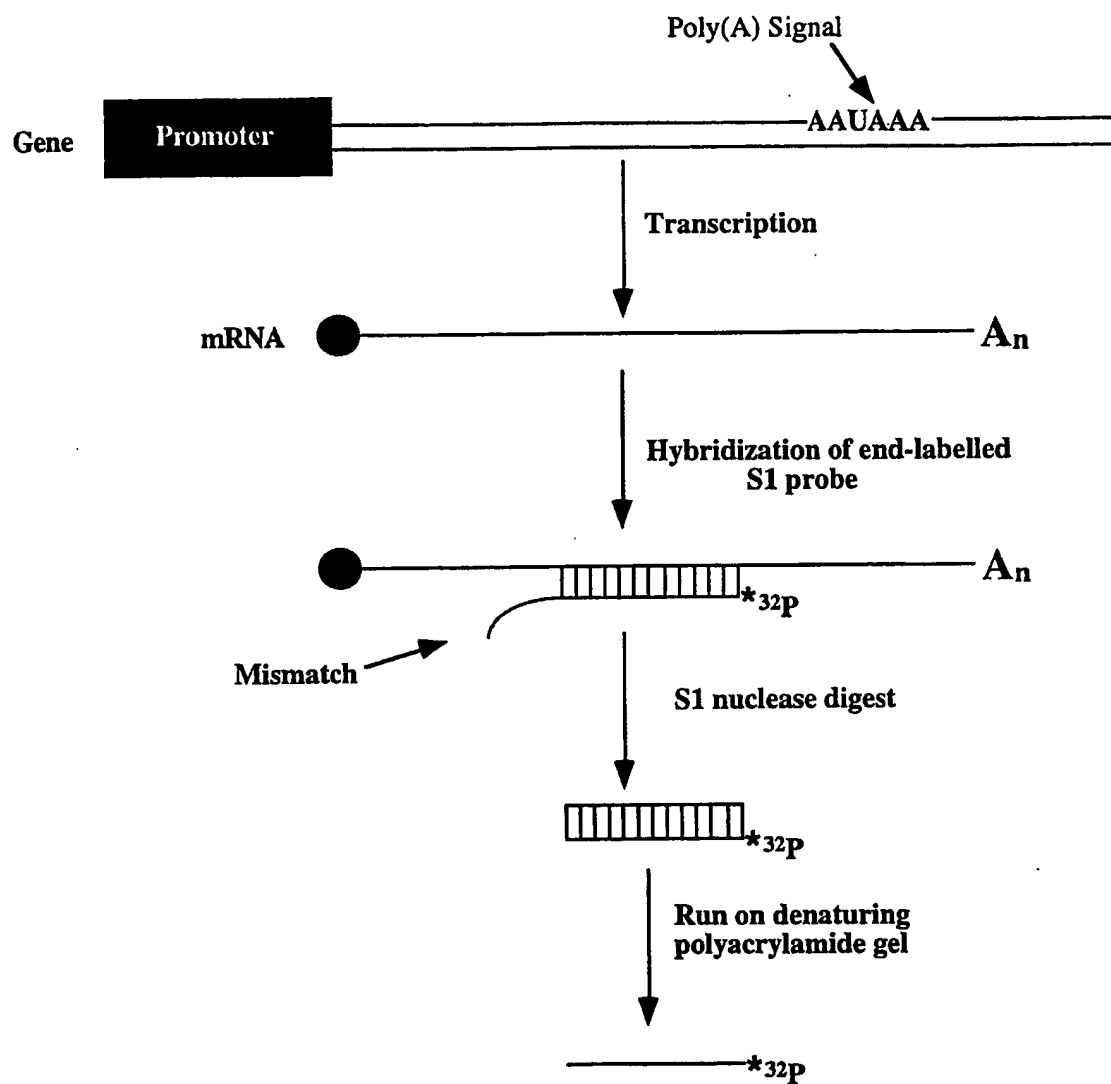 Poly(A) Signal
AAUAAA
Gene
Promoter
Transcription
mRNA
An
Hybridization of end-labelled
S1 probe
An
*32P
Mismatch
S1 nuclease digest
*32P
Run on denaturing
polyacrylamide gel
*32P